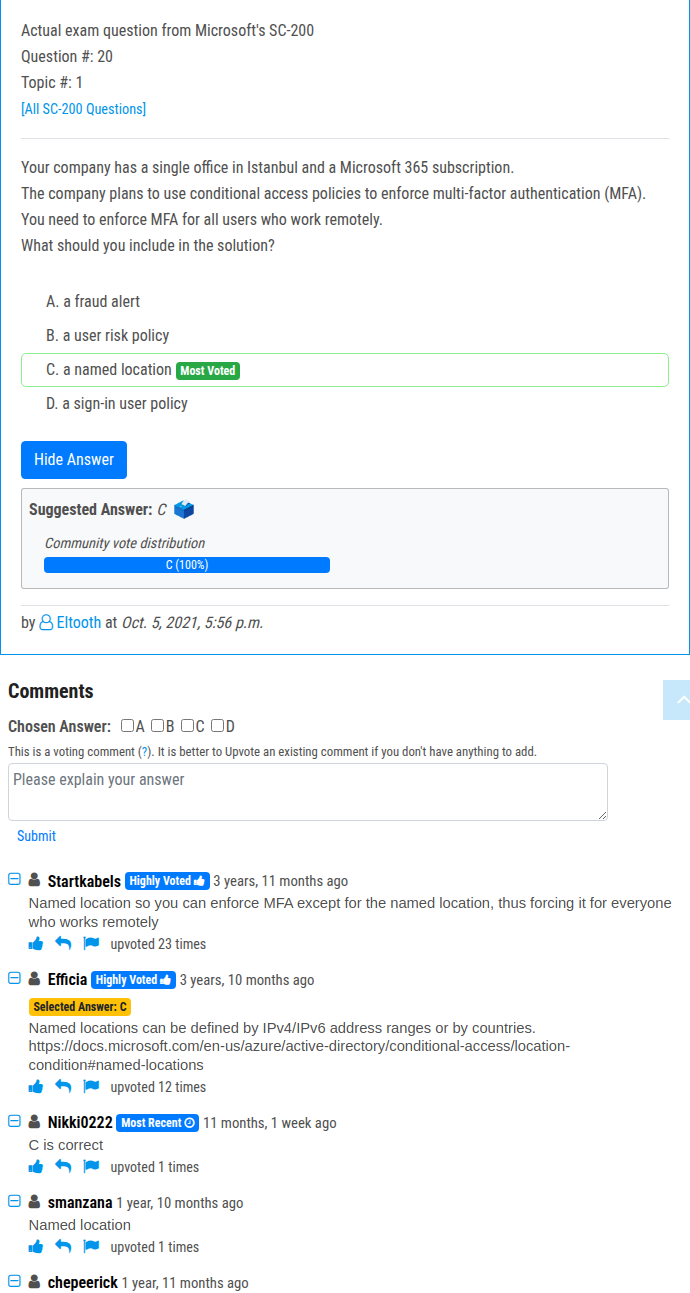 Actual exam question from Microsoft's SC-200
Question #: 20
Topic #: 1
[All SC-200 Questions]
Your company has a single office in Istanbul and a Microsoft 365 subscription.
The company plans to use conditional access policies to enforce multi-factor authentication (MFA).
You need to enforce MFA for all users who work remotely.
What should you include in the solution?
A. a fraud alert
B. a user risk policy
C. a named location Most Voted
D. a sign-in user policy
Hide Answer
Suggested Answer: C
Community vote distribution
C (100%)
by Eltooth at Oct. 5, 2021, 5:56 p.m.
Comments
Chosen Answer: A B C D
This is a voting comment (?). It is better to Upvote an existing comment if you don't have anything to add.
Please explain your answer
Submit
Startkabels Highly Voted 3 years, 11 months ago
Named location so you can enforce MFA except for the named location, thus forcing it for everyone
who works remotely
upvoted 23 times
Efficia Highly Voted 3 years, 10 months ago
Selected Answer: C
Named locations can be defined by IPv4/IPv6 address ranges or by countries.
https://docs.microsoft.com/en-us/azure/active-directory/conditional-access/location-
condition#named-locations
upvoted 12 times
Nikki0222 Most Recent 11 months, 1 week ago
C is correct
upvoted 1 times
smanzana 1 year, 10 months ago
Named location
upvoted 1 times
chepeerick 1 year, 11 months ago